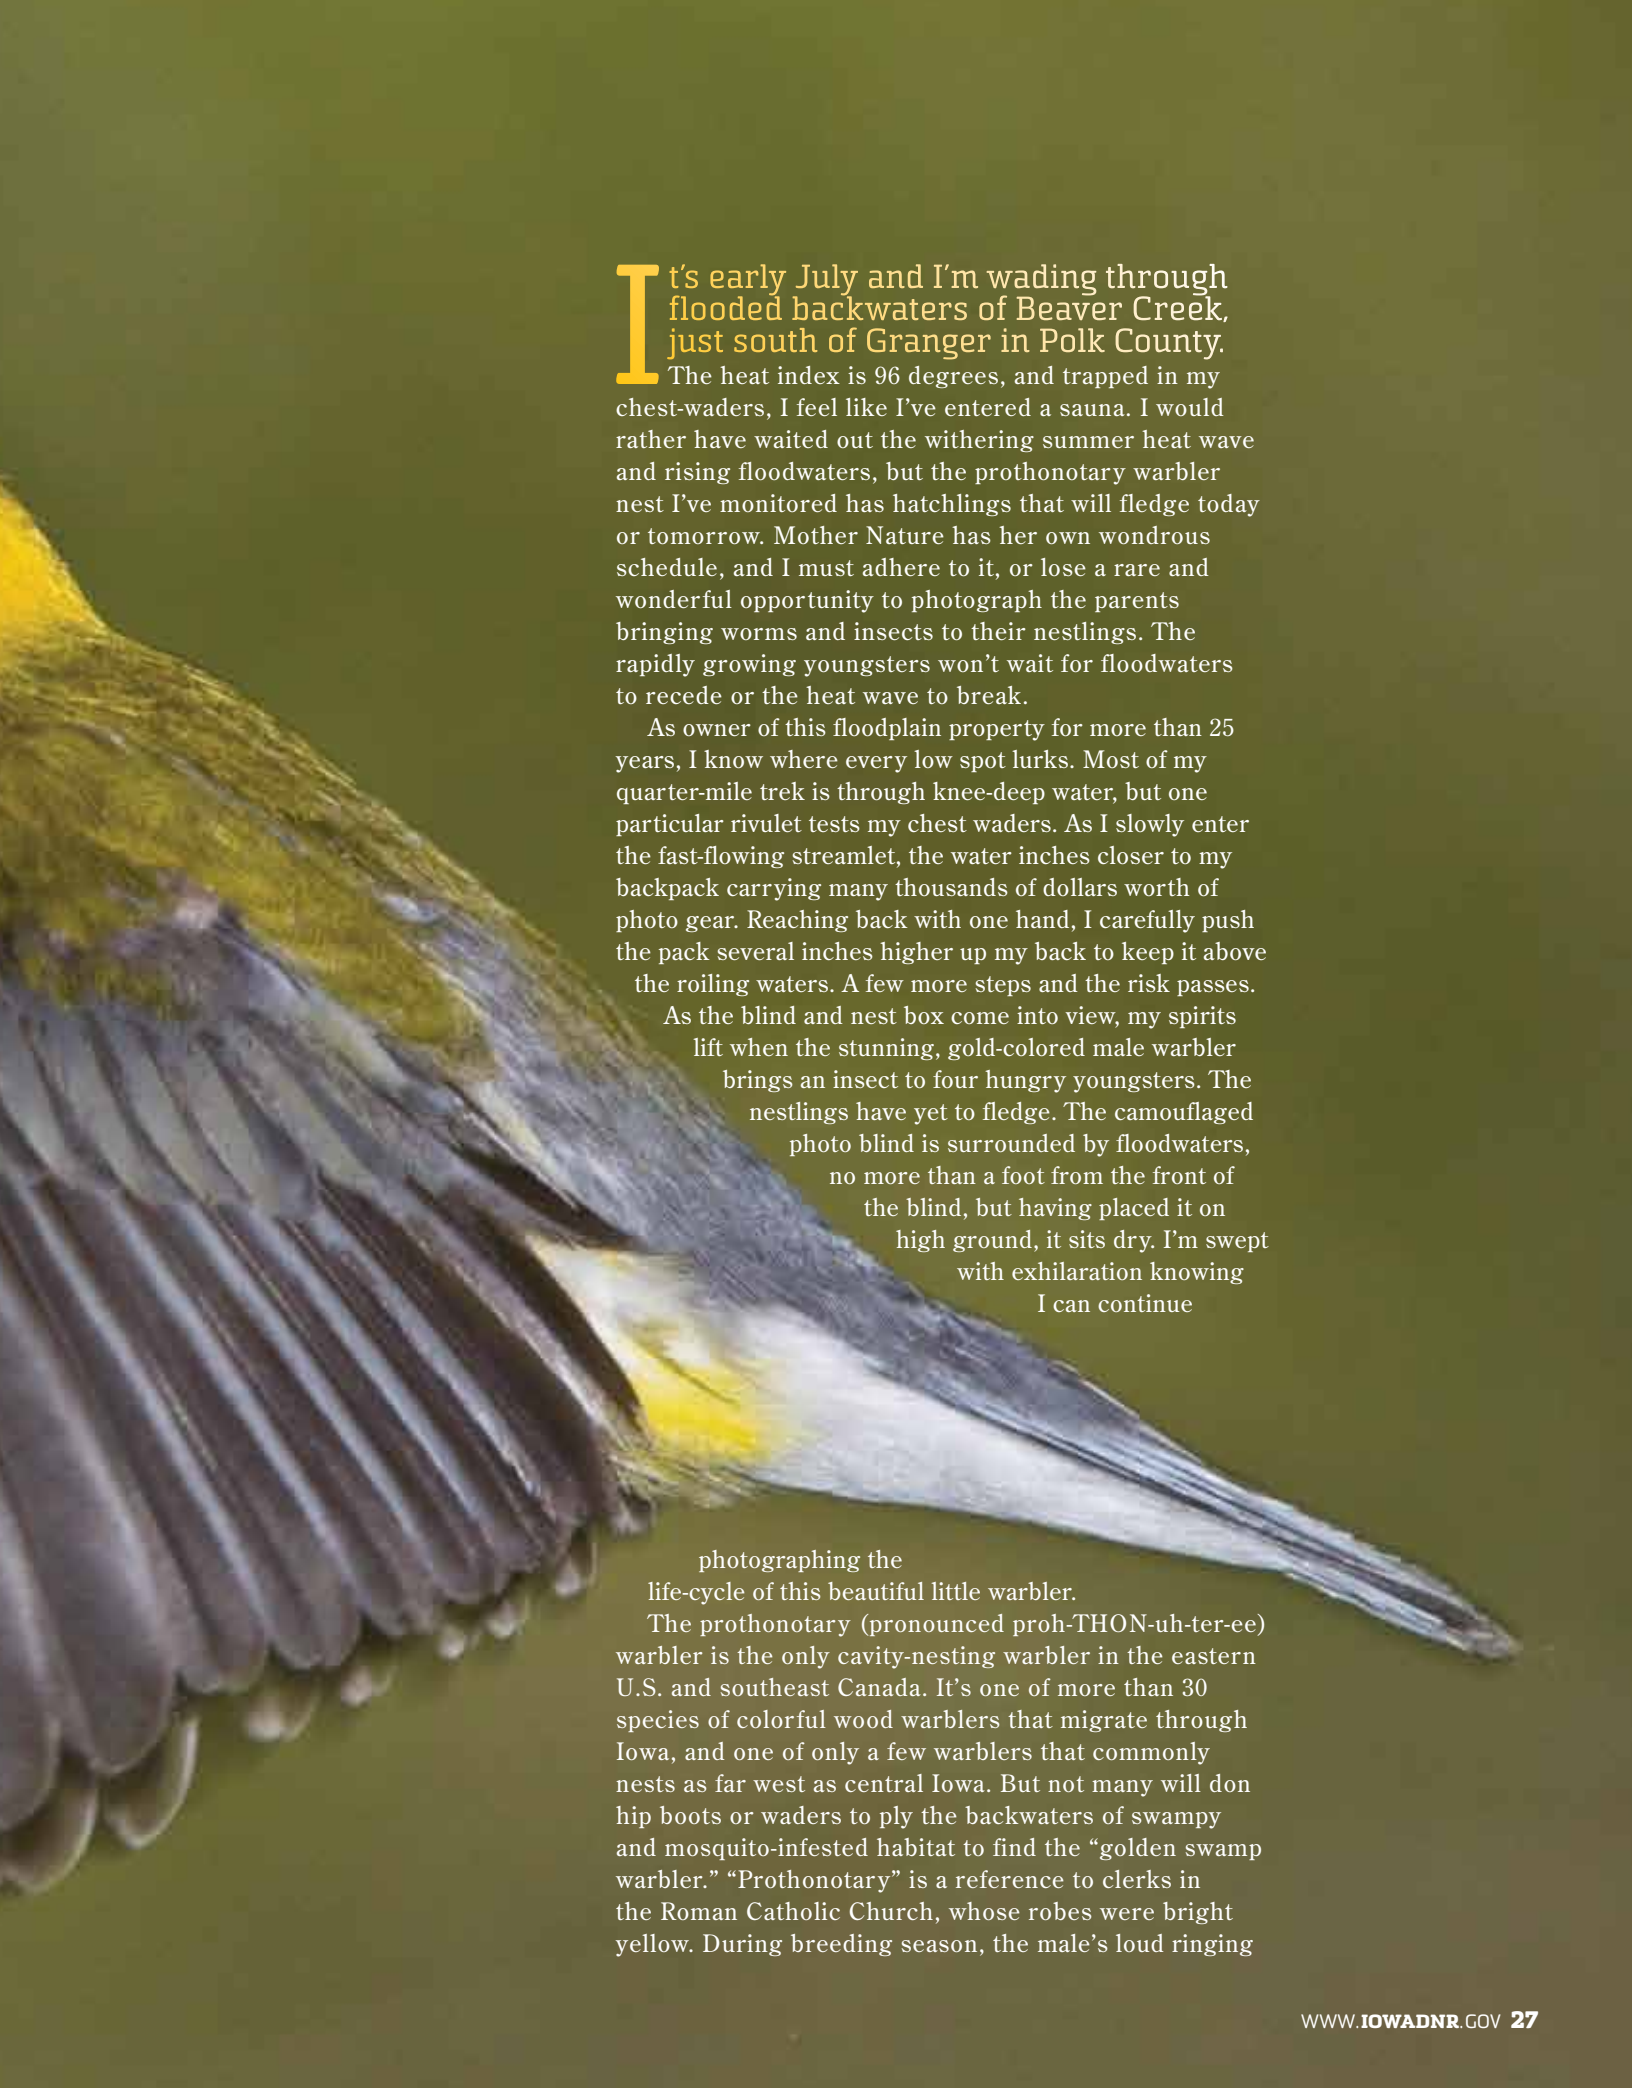 It's early July and I'm wading through
flooded backwaters of Beaver Creek,
just south of Granger in Polk County.
The heat index is 96 degrees, and trapped in my
chest-waders, I feel like I've entered a sauna. I would
rather have waited out the withering summer heat wave
and rising floodwaters, but the prothonotary warbler
nest I've monitored has hatchlings that will fledge today
or tomorrow. Mother Nature has her own wondrous
schedule, and I must adhere to it, or lose a rare and
wonderful opportunity to photograph the parents
bringing worms and insects to their nestlings. The
rapidly growing youngsters won't wait for floodwaters
to recede or the heat wave to break.
As owner of this floodplain property for more than 25
years, I know where every low spot lurks. Most of my
quarter-mile trek is through knee-deep water, but one
particular rivulet tests my chest waders. As I slowly enter
the fast-flowing streamlet, the water inches closer to my
backpack carrying many thousands of dollars worth of
photo gear. Reaching back with one hand, I carefully push
the pack several inches higher up my back to keep it above
the roiling waters. A few more steps and the risk passes.
As the blind and nest box come into view, my spirits
lift when the stunning, gold-colored male warbler
brings an insect to four hungry youngsters. The
nestlings have yet to fledge. The camouflaged
photo blind is surrounded by floodwaters,
no more than a foot from the front of
the blind, but having placed it on
high ground, it sits dry. I'm swept
with exhilaration knowing
I can continue
photographing the
life-cycle of this beautiful little warbler.
The prothonotary (pronounced proh-THON-uh-ter-ee)
warbler is the only cavity-nesting warbler in the eastern
U.S. and southeast Canada. It's one of more than 30
species of colorful wood warblers that migrate through
Iowa, and one of only a few warblers that commonly
nests as far west as central Iowa. But not many will don
hip boots or waders to ply the backwaters of swampy
and mosquito-infested habitat to find the “golden swamp
warbler.” “Prothonotary” is a reference to clerks in
the Roman Catholic Church, whose robes were bright
yellow. During breeding season, the male's loud ringing
WWW.IOWADNR.GOV 27